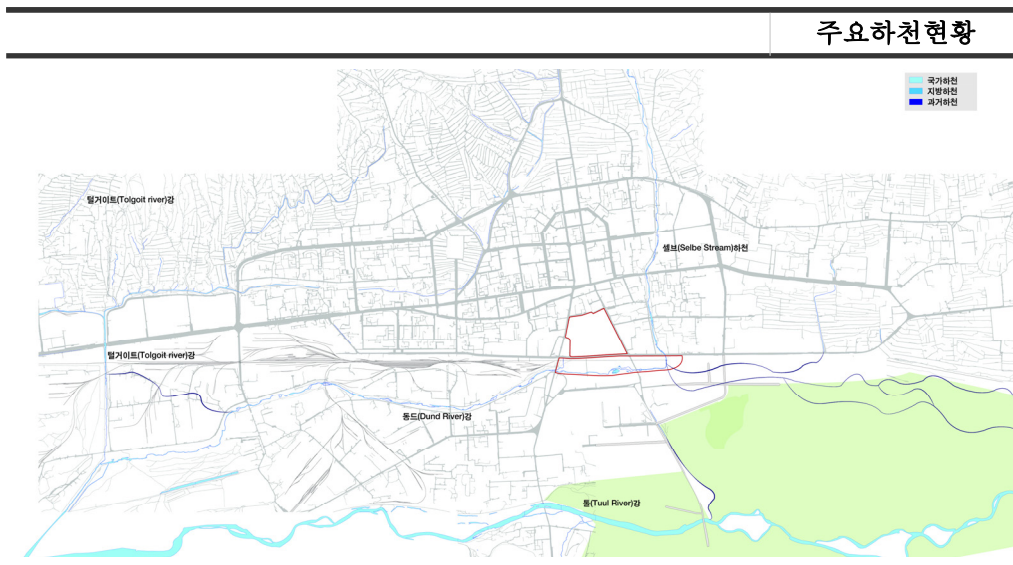 주요하천현황
국가하천
지방하천
과거하천
털거이트(Tolgoit river)강
셀브(Selbe Stream)하천
털거이트(Tolgoit river)강
동드(Dund River)강
톨(Tuul River)강